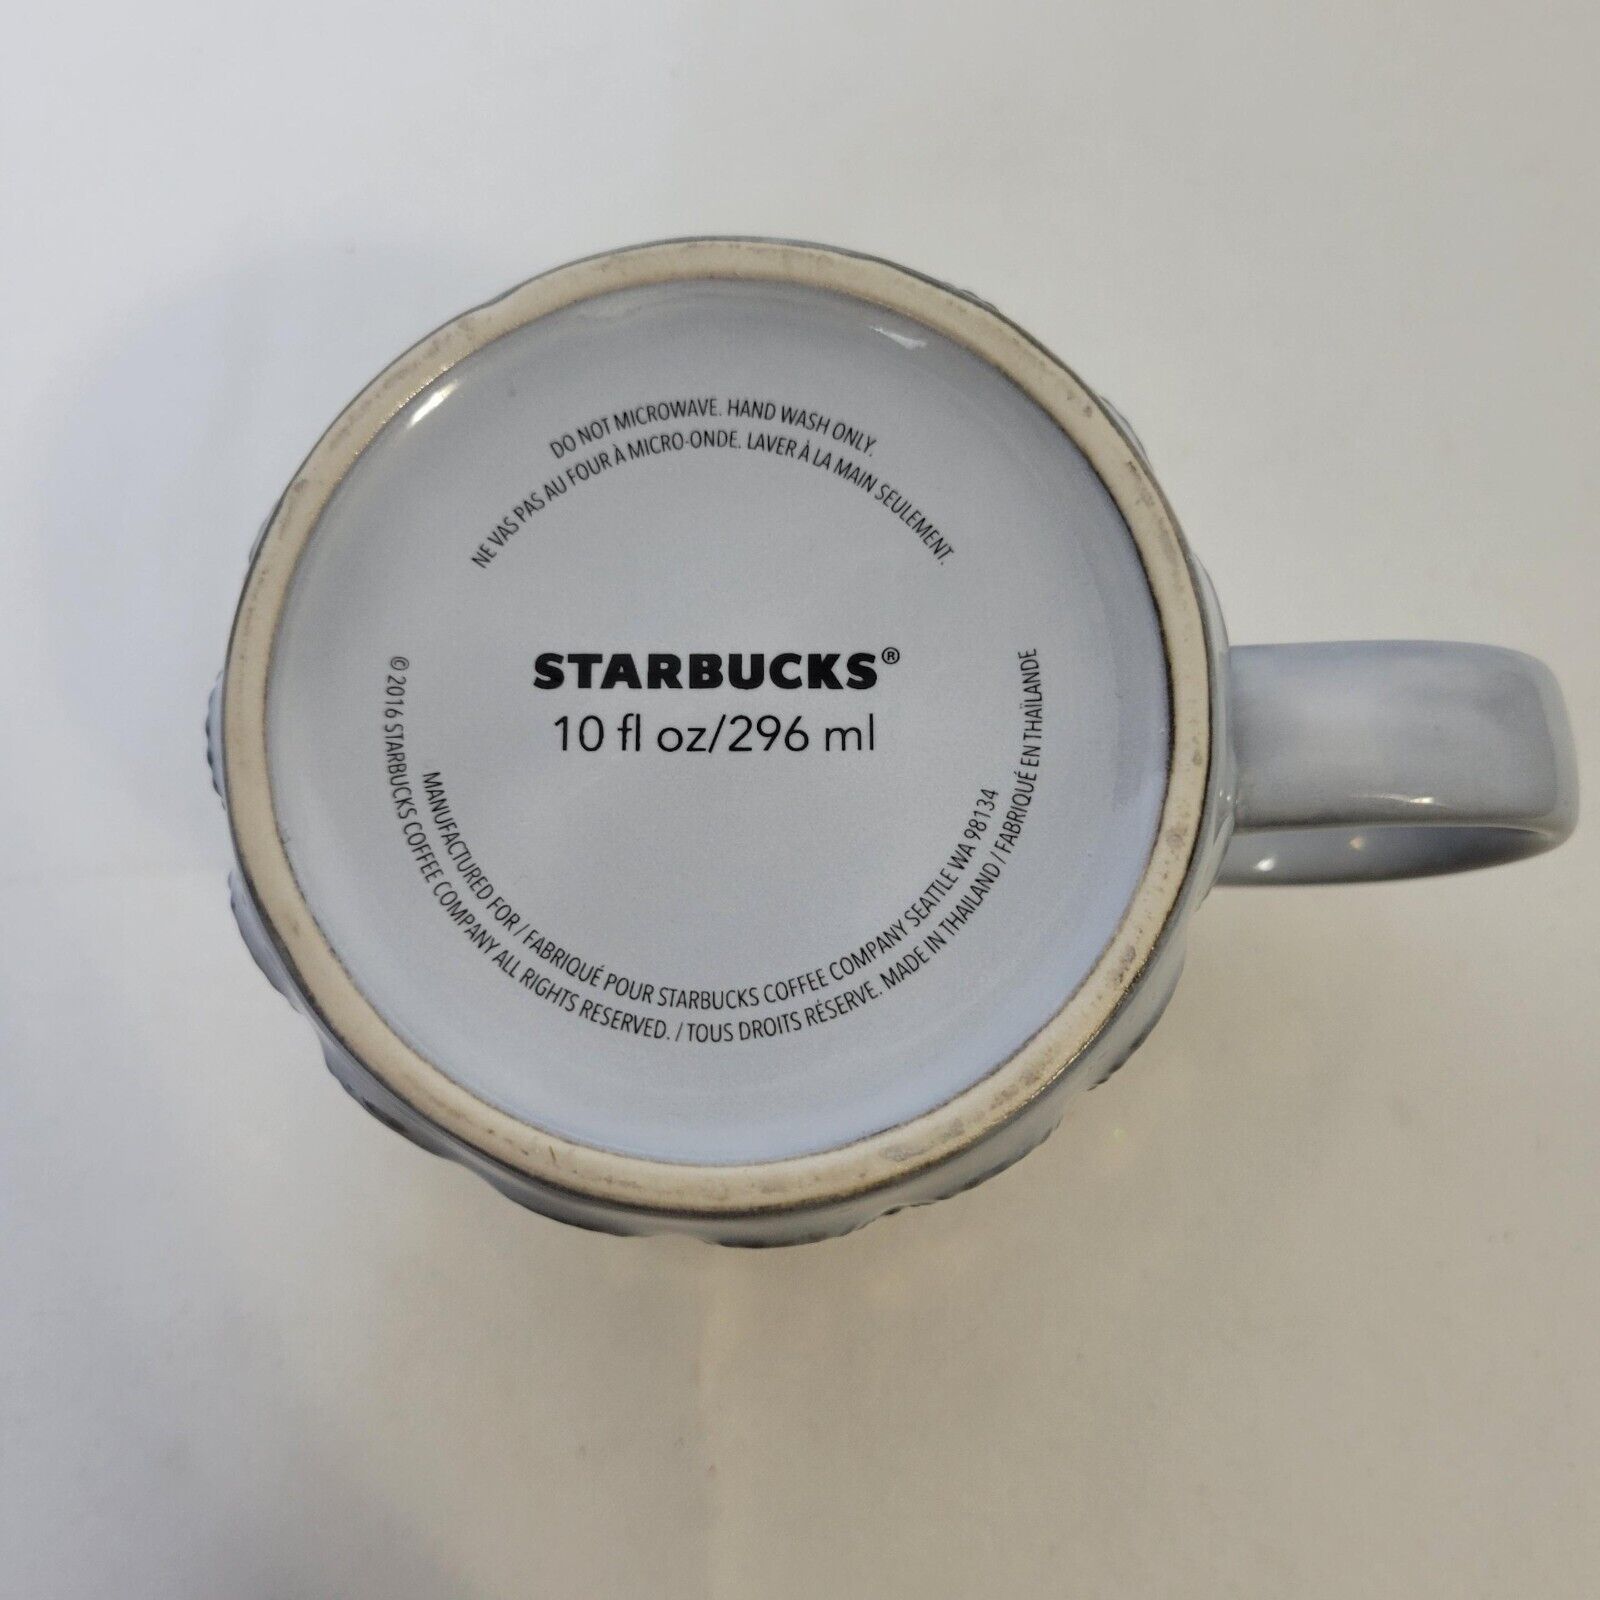 DO NOT MICROWAVE. HAND WASH ONLY.
NE VAS PAS AU FOUR À MICRO-ONDE. LAVER À LA MAIN SEULEMENT.
STARBUCKS®
10 fl oz/296 ml
MANUFACTURED FOR / FABRIQUÉ POUR STARBUCKS COFFEE COMPANY SEATTLE WA 98134
© 2016 STARBUCKS COFFEE COMPANY ALL RIGHTS RESERVED. / TOUS DROITS RÉSERVE. MADE IN THAILAND / FABRIQUÉ EN THAÏLANDE